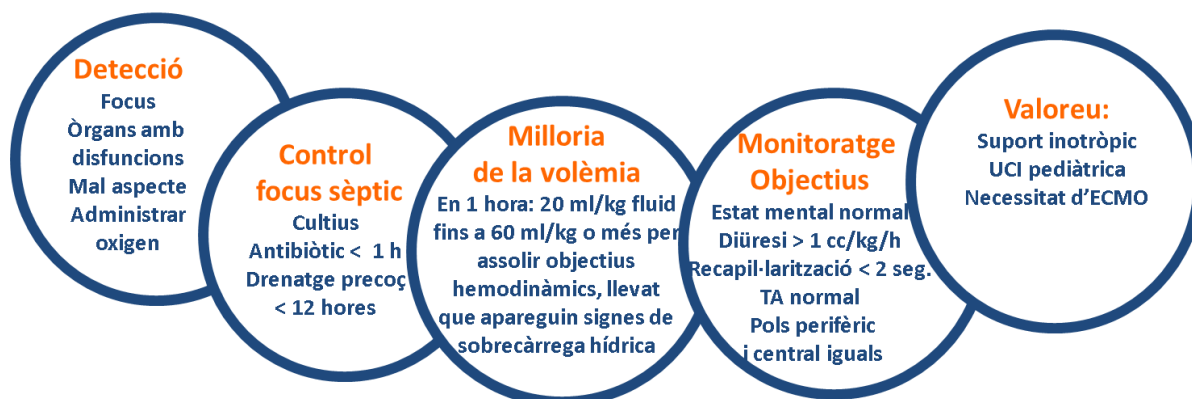 Detecció
Focus
Òrgans amb
disfuncions
Mal aspecte
Administrar
oxigen
Control
focus sèptic
Cultius
Antibiòtic < 1 h
Drenatge precoç
< 12 hores
Milloria
de la volèmia
En 1 hora: 20 ml/kg fluid
fins a 60 ml/kg o més per
assolir objectius
hemodinàmics, llevat
que apareguin signes de
sobrecàrrega hídrica
Monitoratge
Objectius
Estat mental normal
Diüresi > 1 cc/kg/h
Recapil·larització < 2 seg.
TA normal
Pols perifèric
i central iguals
Valoreu:
Suport inotròpic
UCI pediàtrica
Necessitat d'ECMO